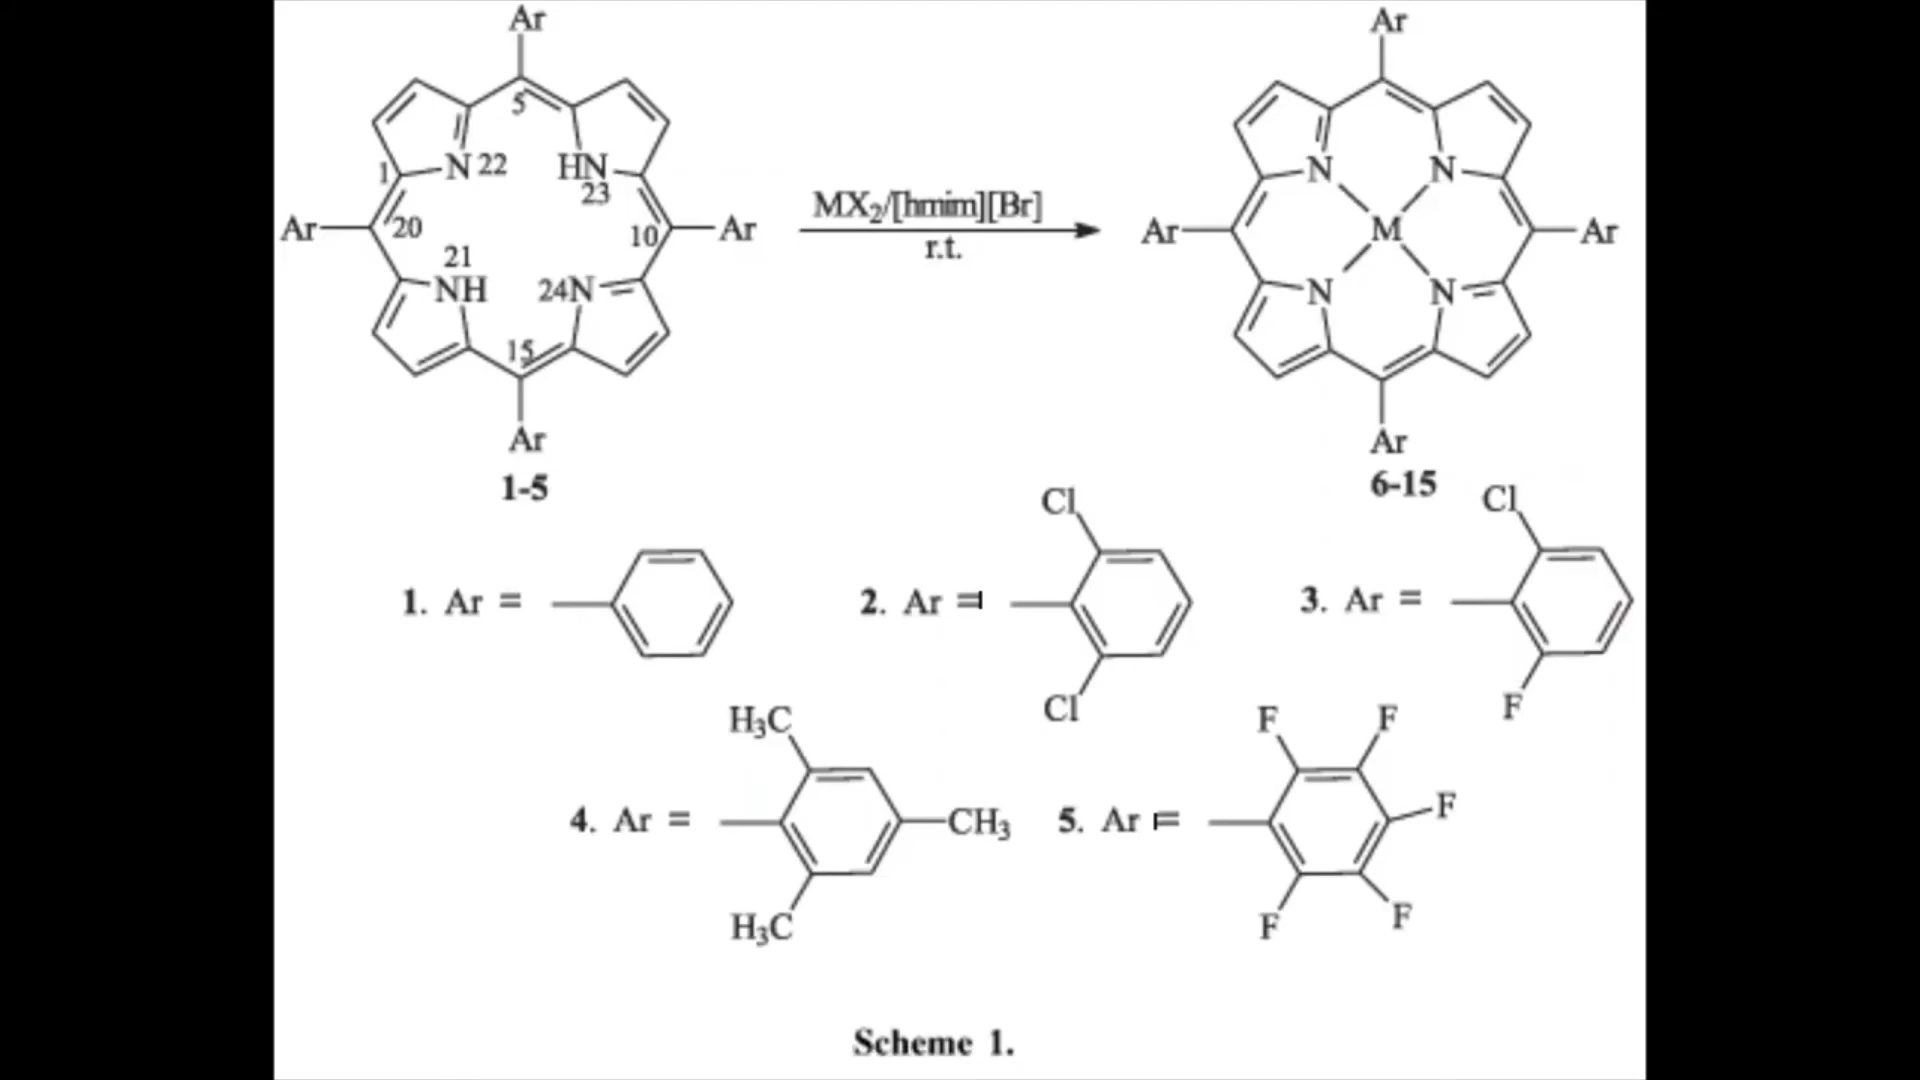 Ar Ar
5
1 N 22 HN N N
23
MX2/[hmim][Br]
Ar 20 10 Ar r.t. Ar M Ar
21
NH 24 N N N
15
Ar Ar
1-5 6-15
1. Ar =
2. Ar = Cl Cl
3. Ar = Cl F
4. Ar = H3C CH3 H3C
5. Ar = F F F F F
Scheme 1.